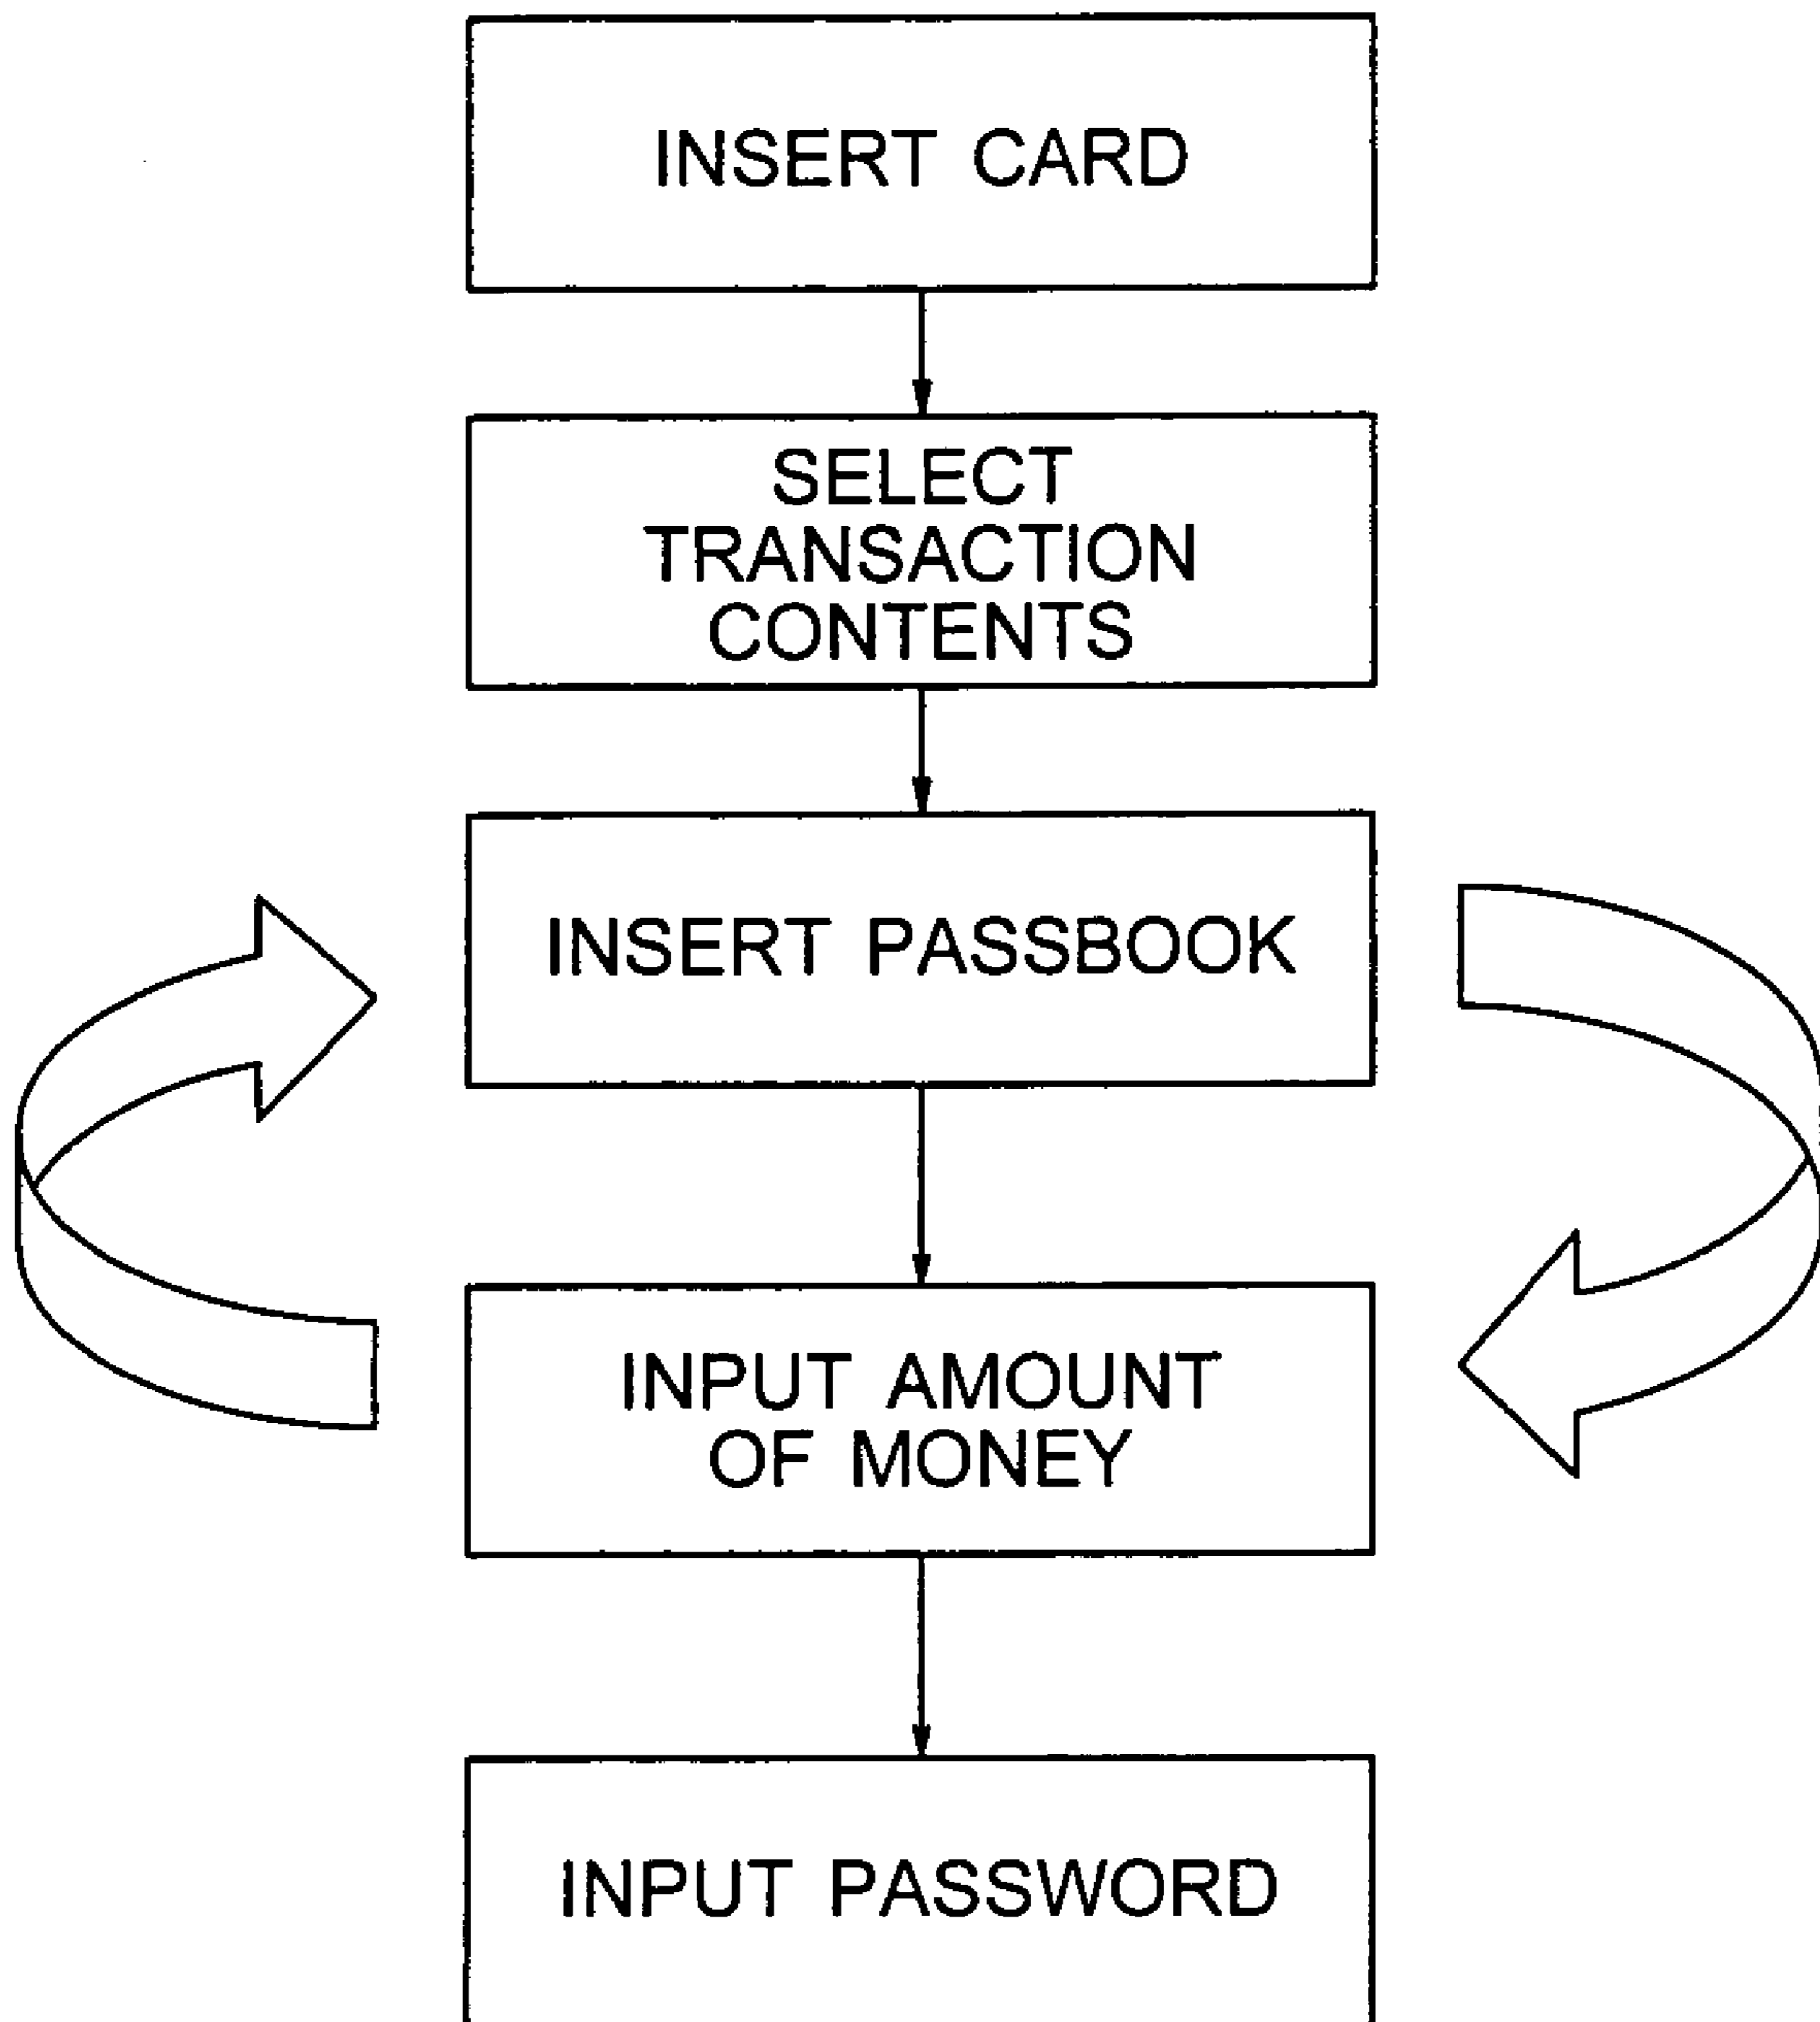 INSERT CARD
SELECT
TRANSACTION
CONTENTS
INSERT PASSBOOK
INPUT AMOUNT
OF MONEY
INPUT PASSWORD